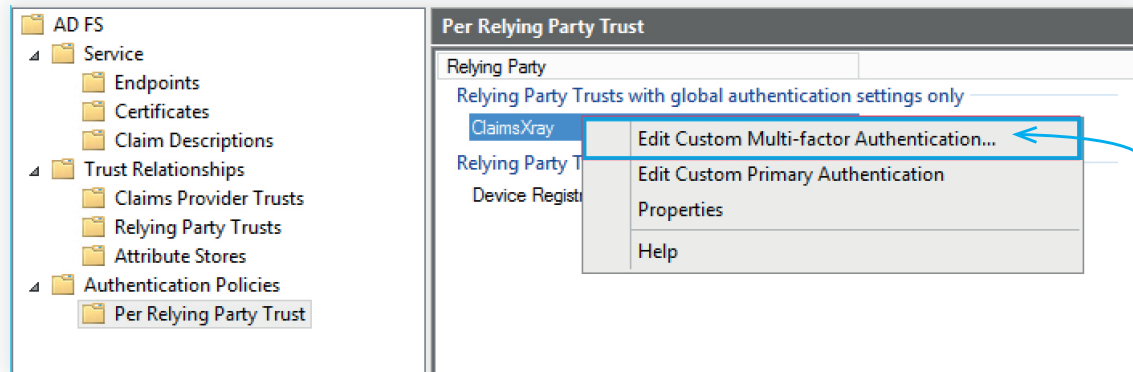 AD FS
Service
Endpoints
Certificates
Claim Descriptions
Trust Relationships
Claims Provider Trusts
Relying Party Trusts
Attribute Stores
Authentication Policies
Per Relying Party Trust
Per Relying Party Trust
Relying Party
Relying Party Trusts with global authentication settings only
ClaimsXray
Relying Party T
Device Registr
Edit Custom Multi-factor Authentication...
Edit Custom Primary Authentication
Properties
Help